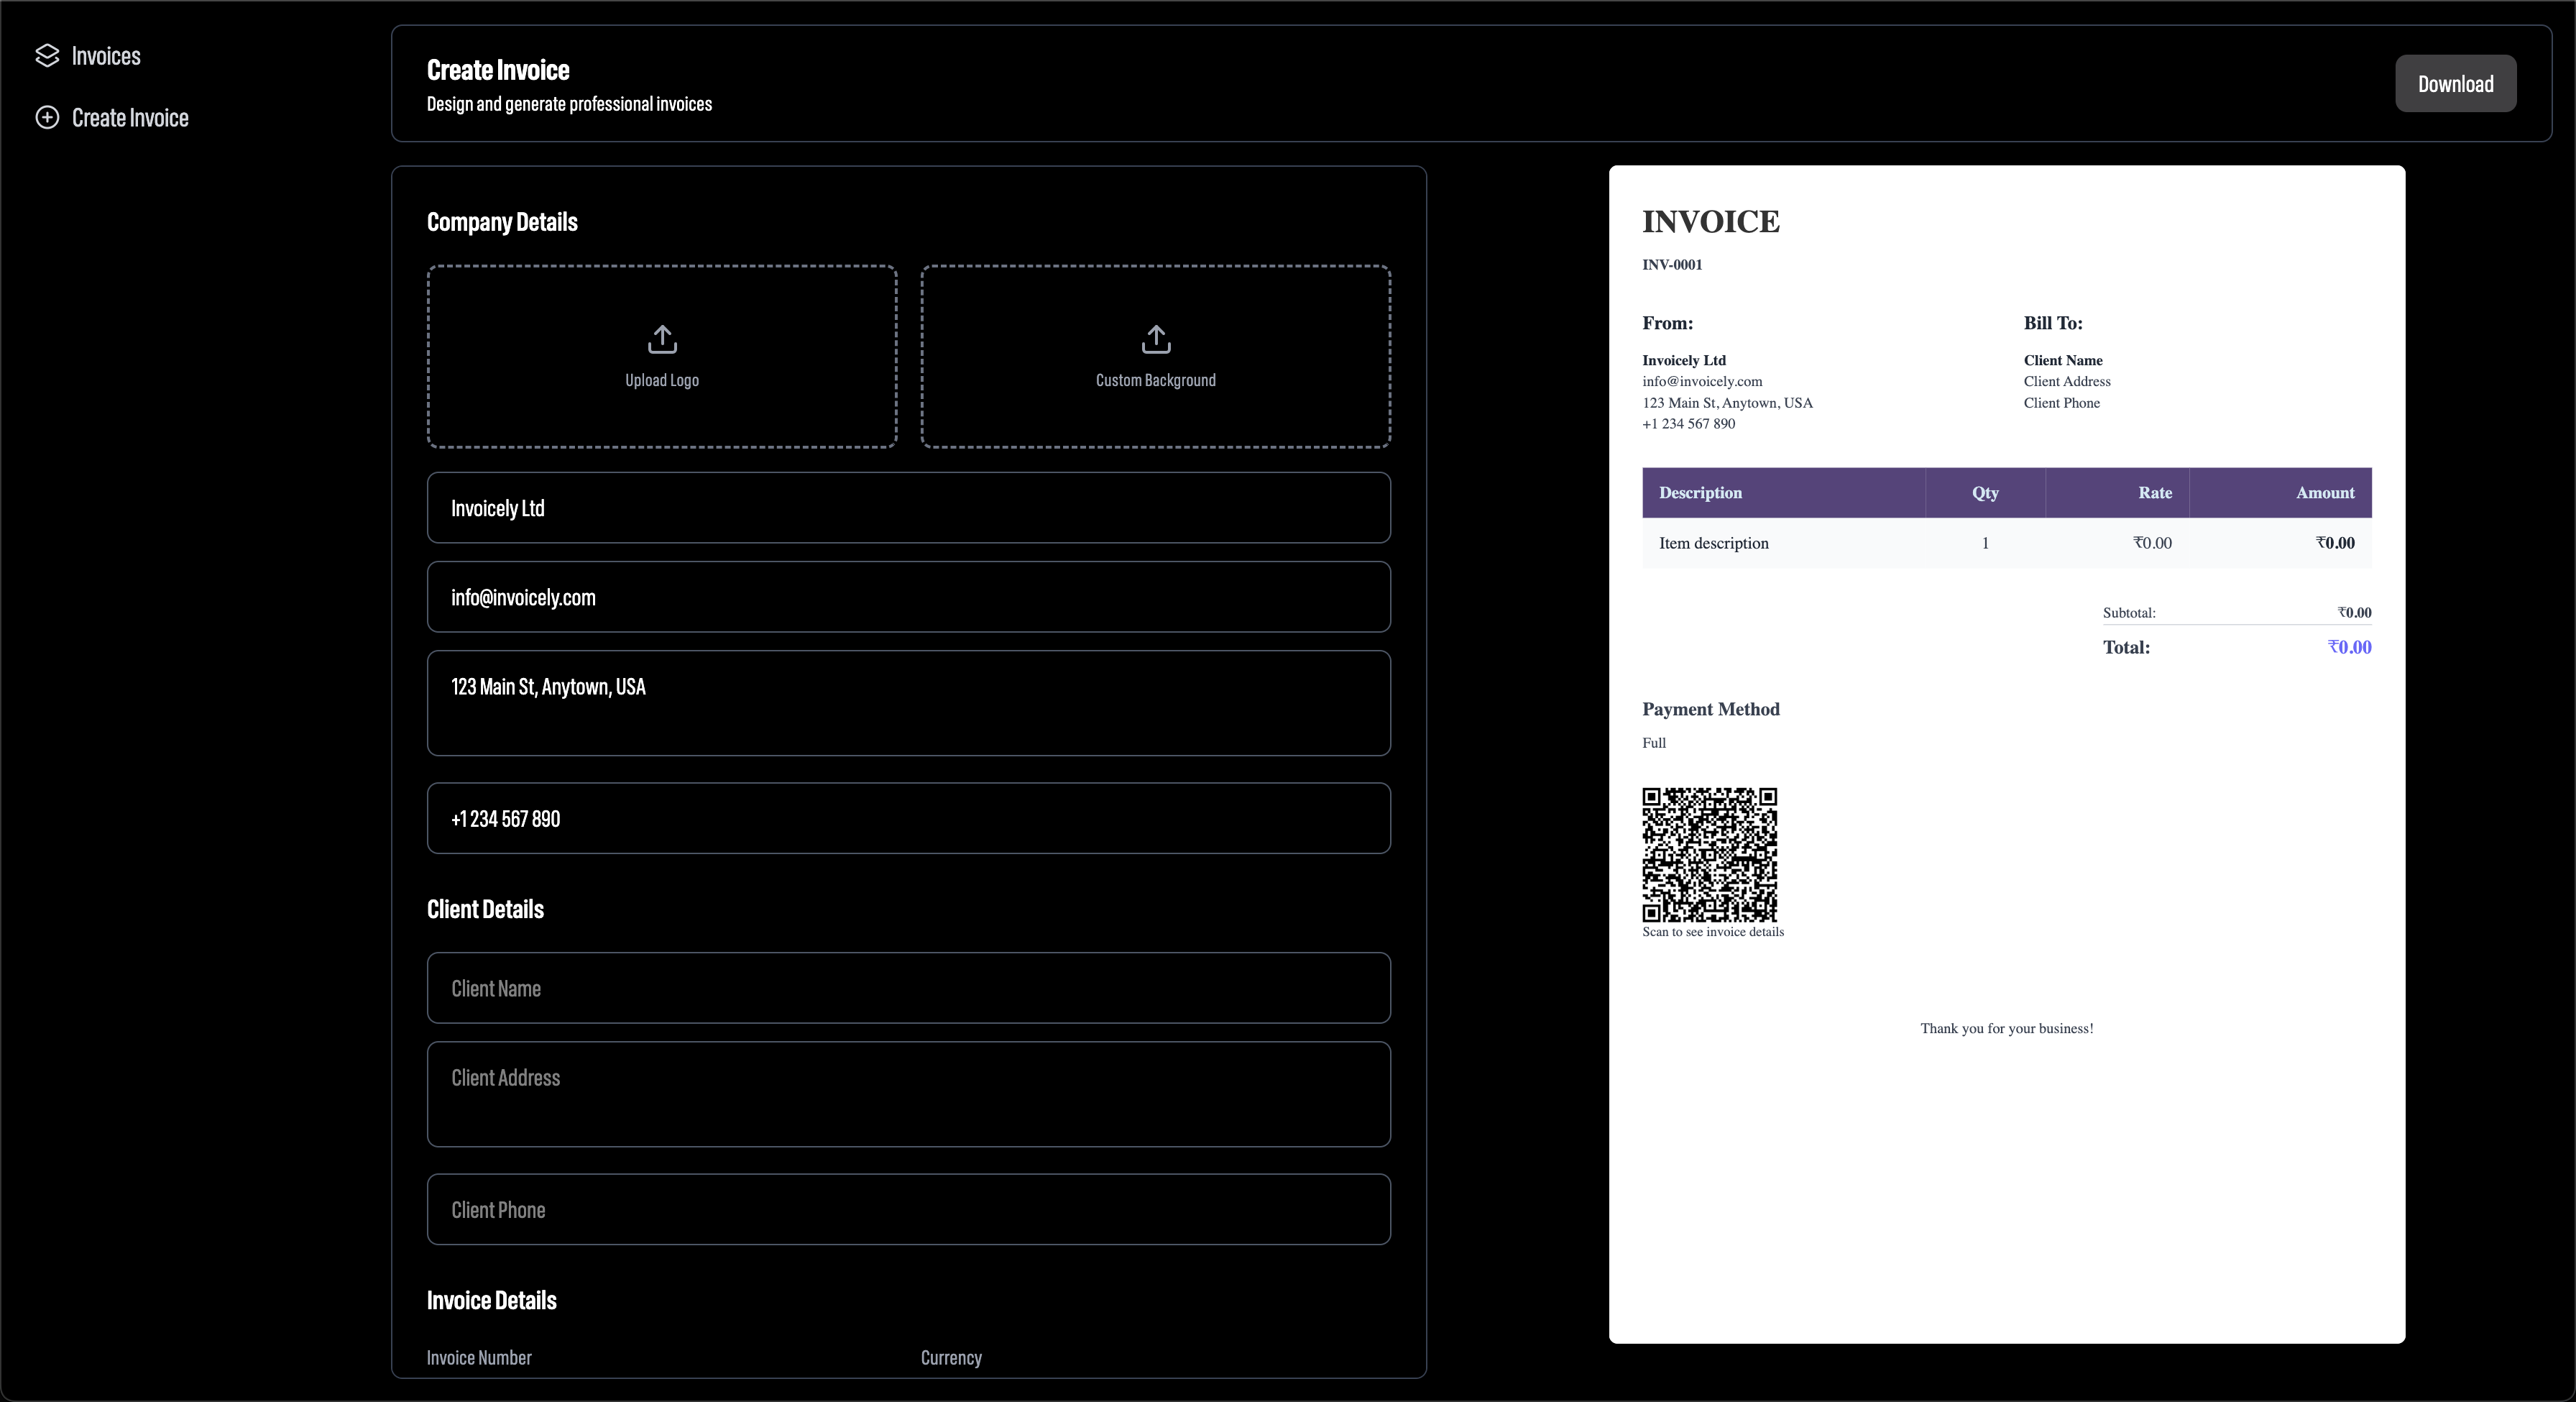 Invoices
Create Invoice
Create Invoice
Design and generate professional invoices
Download
Company Details
Upload Logo
Custom Background
Invoicely Ltd
info@invoicely.com
123 Main St, Anytown, USA
+1 234 567 890
Client Details
Client Name
Client Address
Client Phone
Invoice Details
Invoice Number
Currency
INVOICE
INV-0001
From:
Invoicely Ltd
info@invoicely.com
123 Main St, Anytown, USA
+1 234 567 890
Bill To:
Client Name
Client Address
Client Phone
Description Qty Rate Amount
Item description 1 ₹0.00 ₹0.00
Subtotal: ₹0.00
Total: ₹0.00
Payment Method
Full
Scan to see invoice details
Thank you for your business!